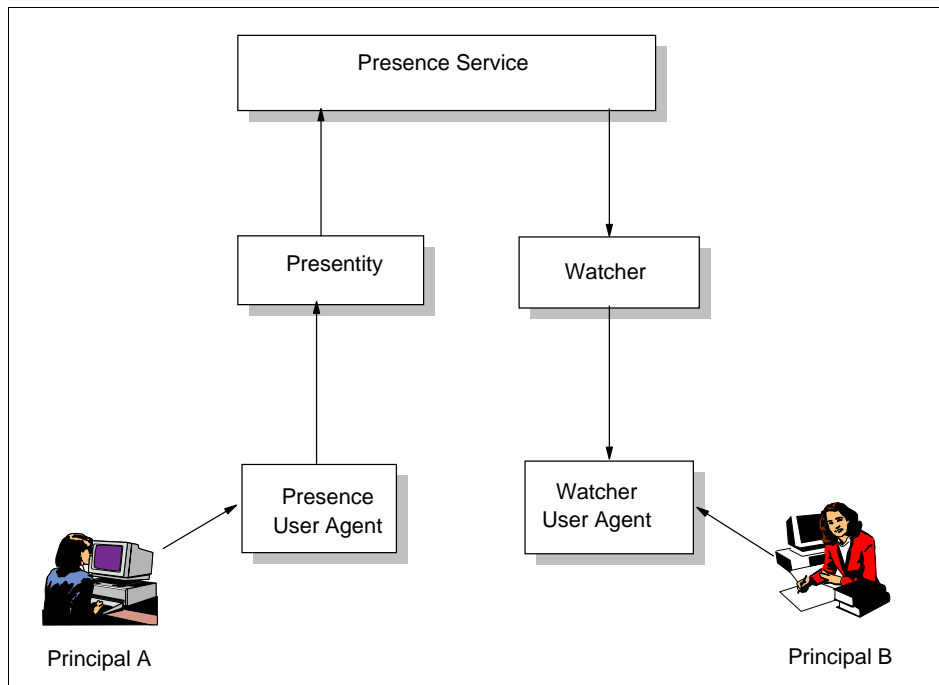 Presence Service
Presentity
Watcher
Presence
User Agent
Watcher
User Agent
Principal A
Principal B